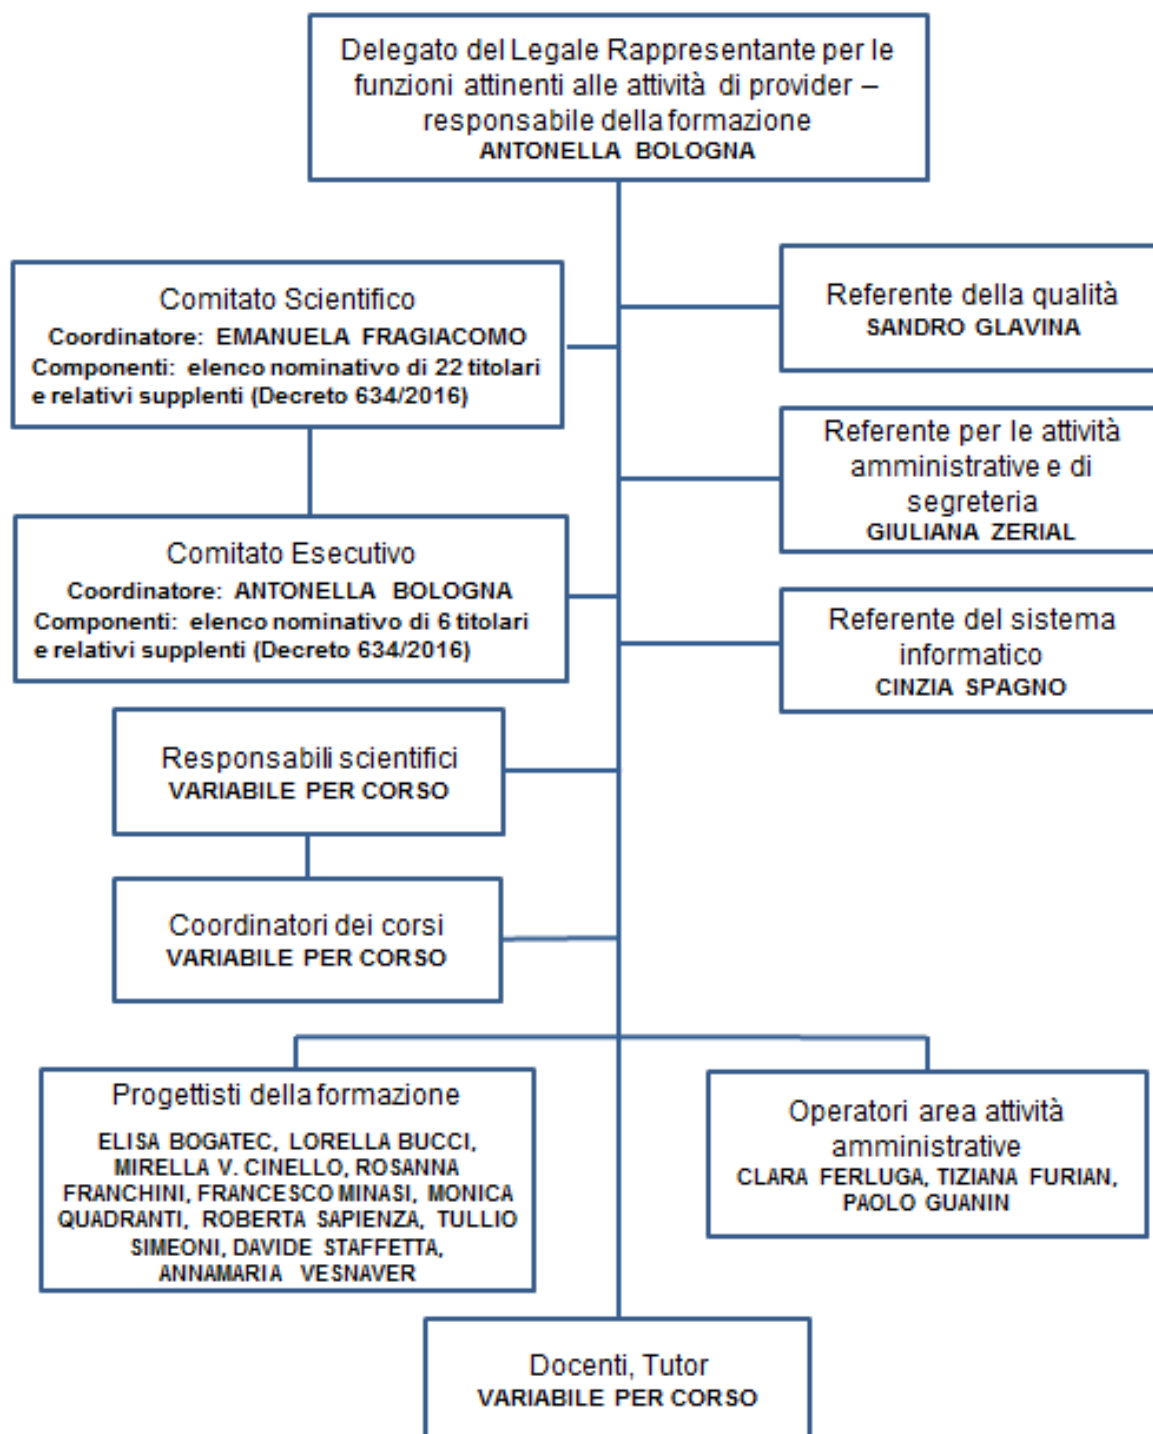 Delegato del Legale Rappresentante per le
funzioni attinenti alle attività di provider –
responsabile della formazione
ANTONELLA BOLOGNA
Comitato Scientifico
Coordinatore: EMANUELA FRAGIACOMO
Componenti: elenco nominativo di 22 titolari
e relativi supplenti (Decreto 634/2016)
Referente della qualità
SANDRO GLAVINA
Referente per le attività
amministrative e di
segreteria
GIULIANA ZERIAL
Comitato Esecutivo
Coordinatore: ANTONELLA BOLOGNA
Componenti: elenco nominativo di 6 titolari
e relativi supplenti (Decreto 634/2016)
Referente del sistema
informatico
CINZIA SPAGNO
Responsabili scientifici
VARIABILE PER CORSO
Coordinatori dei corsi
VARIABILE PER CORSO
Progettisti della formazione
ELISA BOGATEC, LORELLA BUCCI,
MIRELLA V. CINELLO, ROSANNA
FRANCHINI, FRANCESCO MINASI, MONICA
QUADRANTI, ROBERTA SAPIENZA, TULLIO
SIMEONI, DAVIDE STAFFETTA,
ANNAMARIA VESNAVER
Operatori area attività
amministrative
CLARA FERLUGA, TIZIANA FURIAN,
PAOLO GUANIN
Docenti, Tutor
VARIABILE PER CORSO